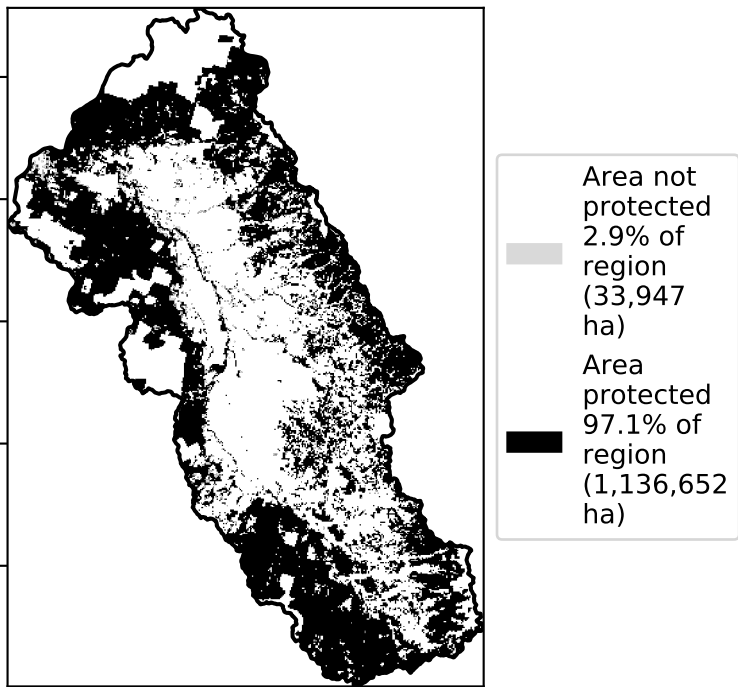 Area not
protected
2.9% of
region
(33,947
ha)
Area
protected
97.1% of
region
(1,136,652
ha)